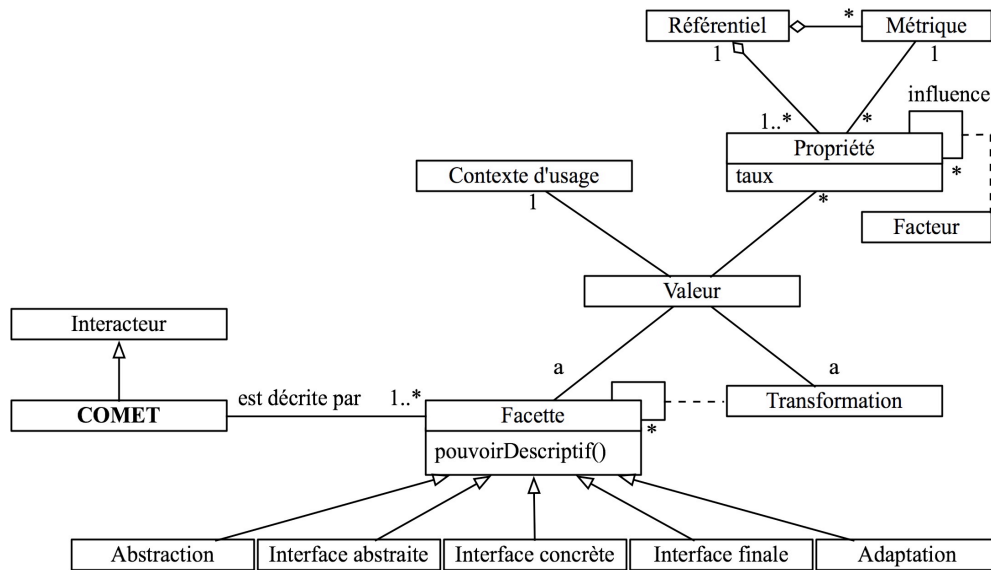 Référentiel
*
Métrique
1
1
influence
1..*
*
Propriété
taux
*
*
Facteur
Contexte d'usage
1
Valeur
Interacteur
a
a
est décrite par
1..*
COMET
Facette
*
Transformation
pouvoirDescriptif()
Abstraction
Interface abstraite
Interface concrète
Interface finale
Adaptation